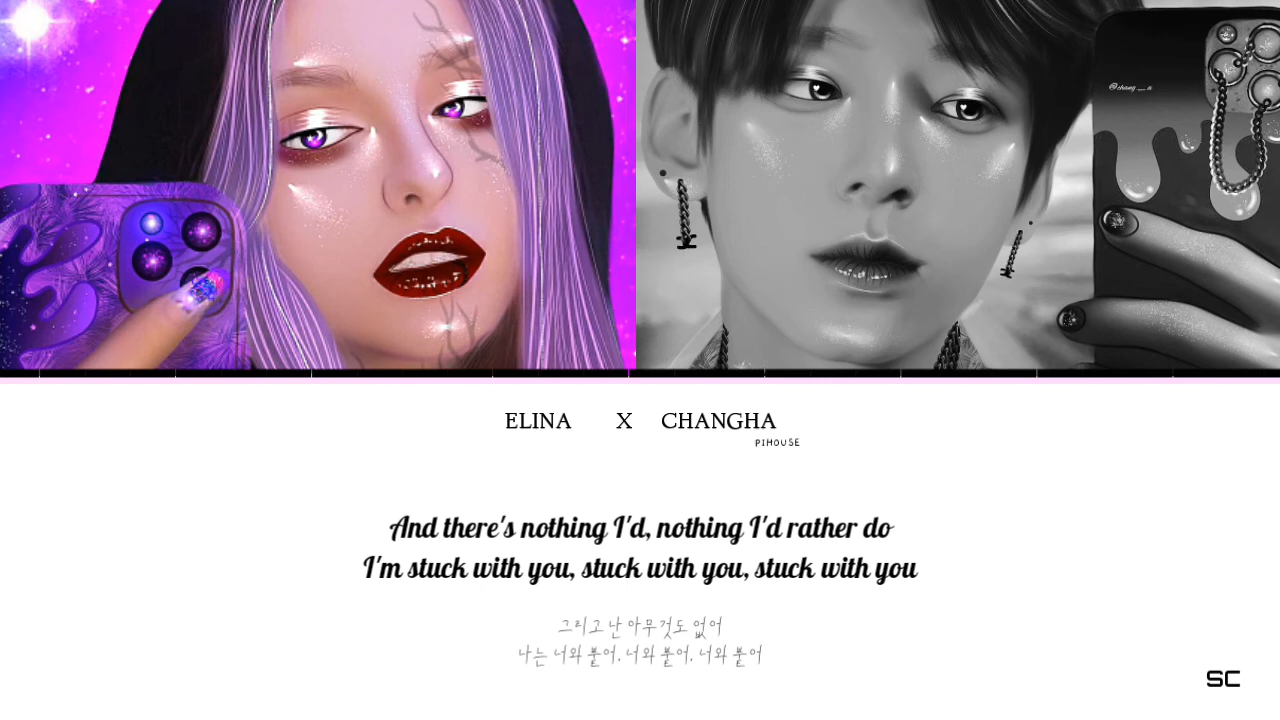 ELINA X CHANGHA
PIHOUSE
And there's nothing I'd, nothing I'd rather do
I'm stuck with you, stuck with you, stuck with you
그리고 난 아무것도 없어
나는 너와 붙어, 너와 붙어, 너와 붙어
SC